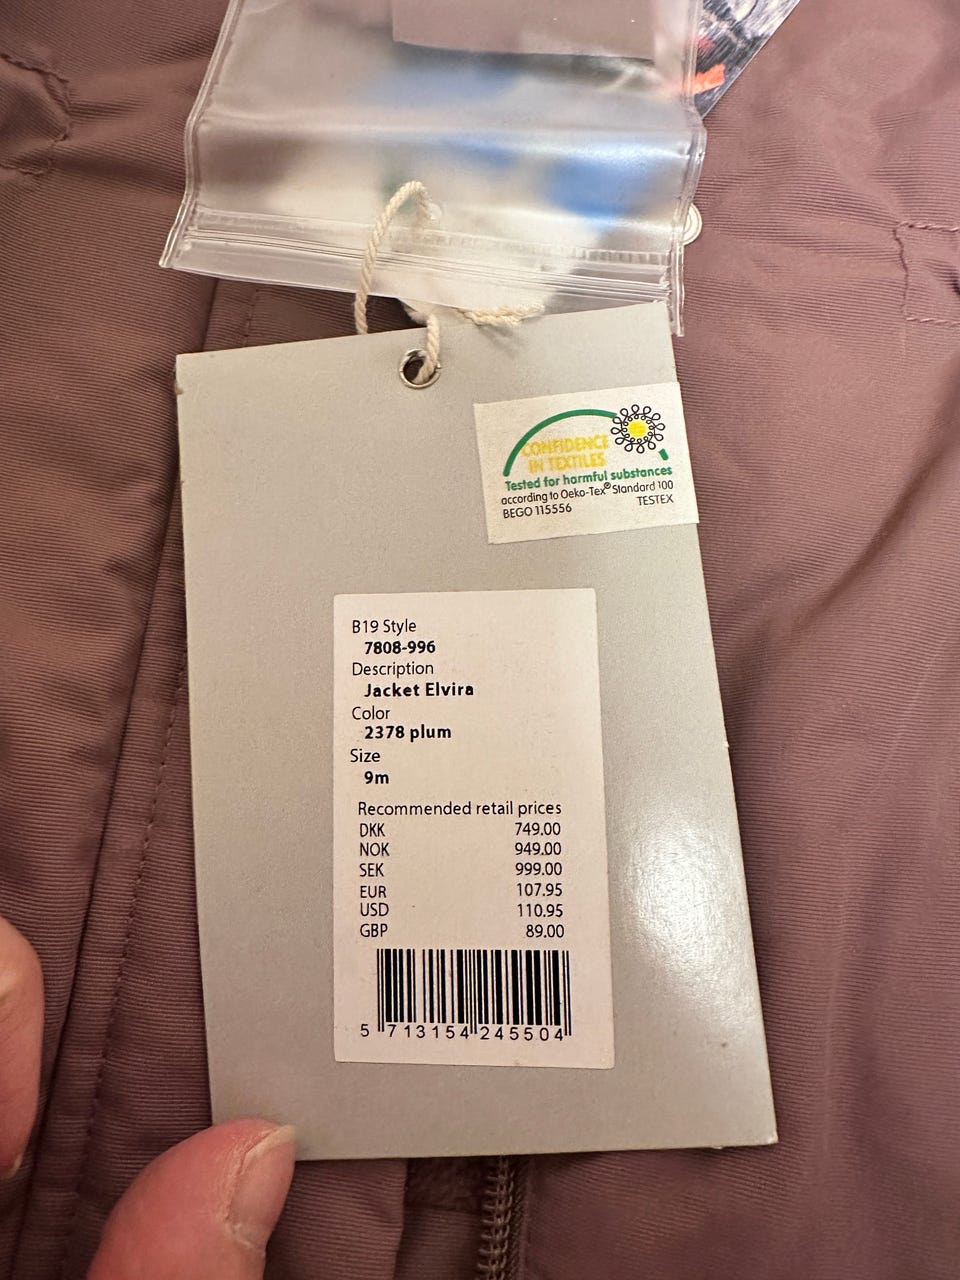 CONFIDENCE
IN TEXTILES
Tested for harmful substances
according to Oeko-Tex® Standard 100
BEGO 115556 TESTEX
B19 Style
7808-996
Description
Jacket Elvira
Color
2378 plum
Size
9m
Recommended retail prices
DKK 749.00
NOK 949.00
SEK 999.00
EUR 107.95
USD 110.95
GBP 89.00
5 713154 245504